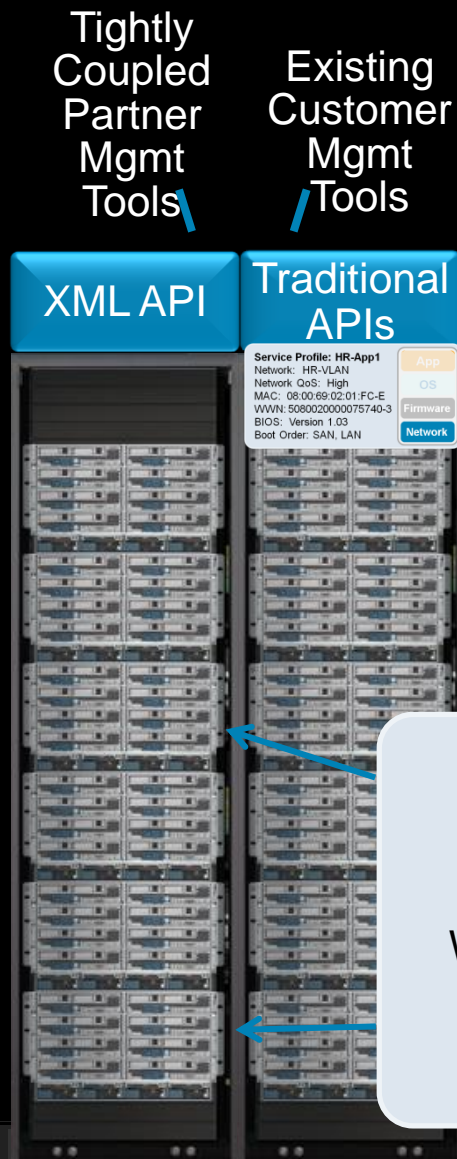 Tightly
Coupled
Partner
Mgmt
Tools
Existing
Customer
Mgmt
Tools
XML API
Traditional
APIs
Service Profile: HR-App1
Network: HR-VLAN
Network QoS: High
MAC: 08:00:69:02:01:FC-E
WWN: 5080020000075740-3
BIOS: Version 1.03
Boot Order: SAN, LAN
App
OS
Firmware
Network